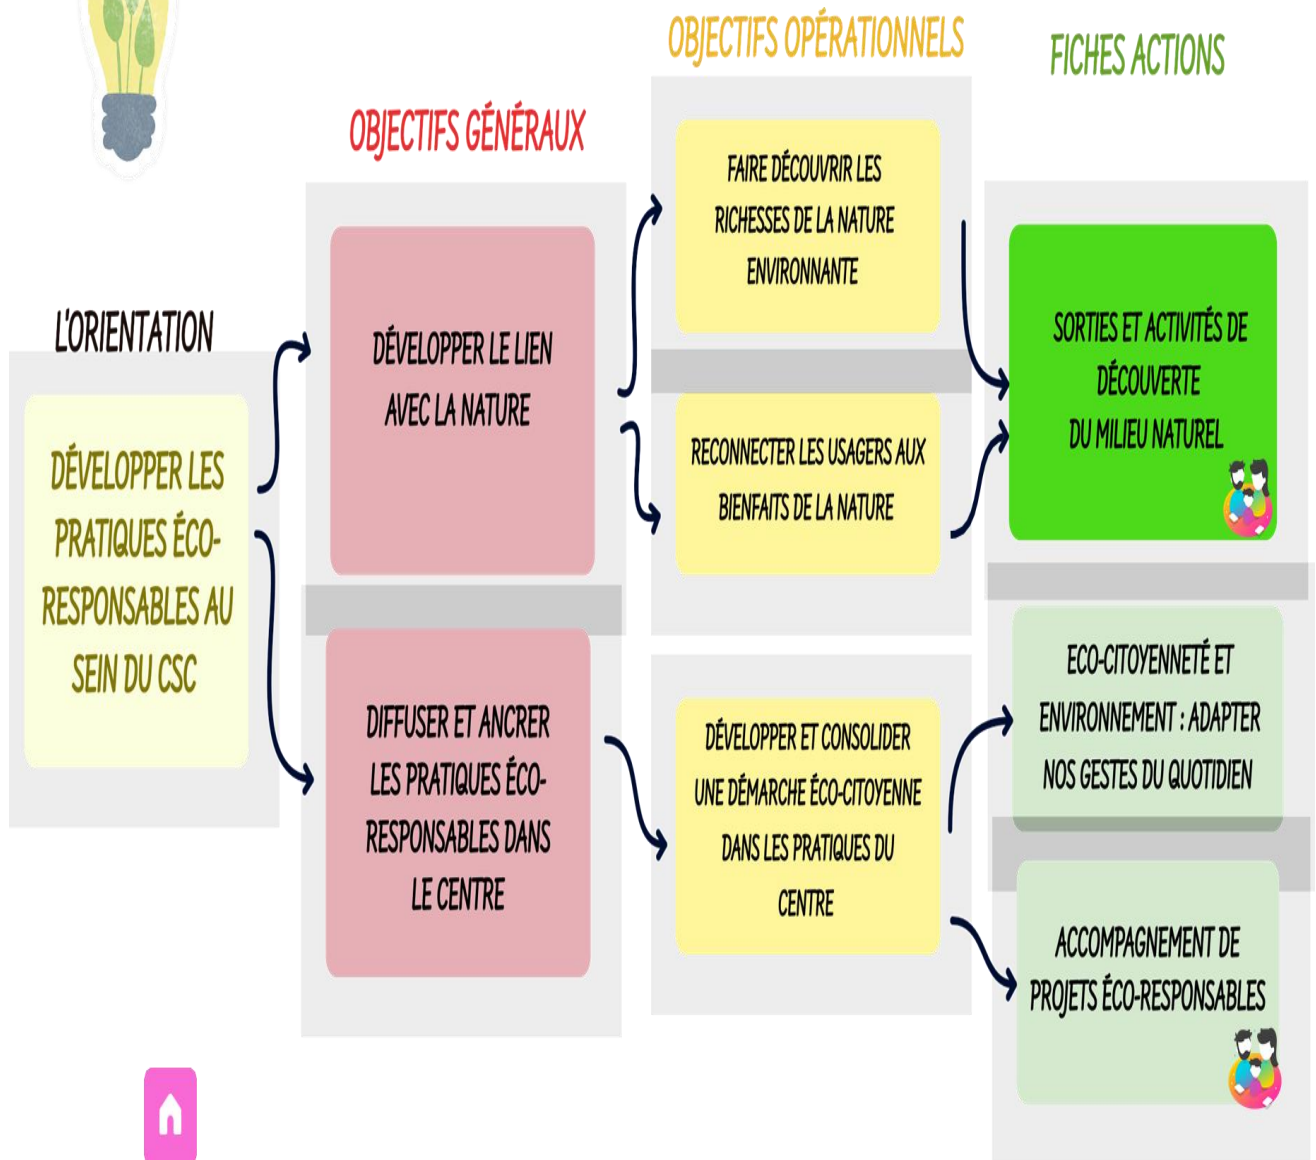 OBJECTIFS OPÉRATIONNELS
FICHES ACTIONS
OBJECTIFS GÉNÉRAUX
L'ORIENTATION
DÉVELOPPER LES
PRATIQUES ÉCO-
RESPONSABLES AU
SEIN DU CSC
DÉVELOPPER LE LIEN
AVEC LA NATURE
DIFFUSER ET ANCRER
LES PRATIQUES ÉCO-
RESPONSABLES DANS
LE CENTRE
FAIRE DÉCOUVRIR LES
RICHESSES DE LA NATURE
ENVIRONNANTE
RECONNECTER LES USAGERS AUX
BIENFAITS DE LA NATURE
DÉVELOPPER ET CONSOLIDER
UNE DÉMARCHE ÉCO-CITOYENNE
DANS LES PRATIQUES DU
CENTRE
SORTIES ET ACTIVITÉS DE
DÉCOUVERTE
DU MILIEU NATUREL
ECO-CITOYENNETÉ ET
ENVIRONNEMENT : ADAPTER
NOS GESTES DU QUOTIDIEN
ACCOMPAGNEMENT DE
PROJETS ÉCO-RESPONSABLES